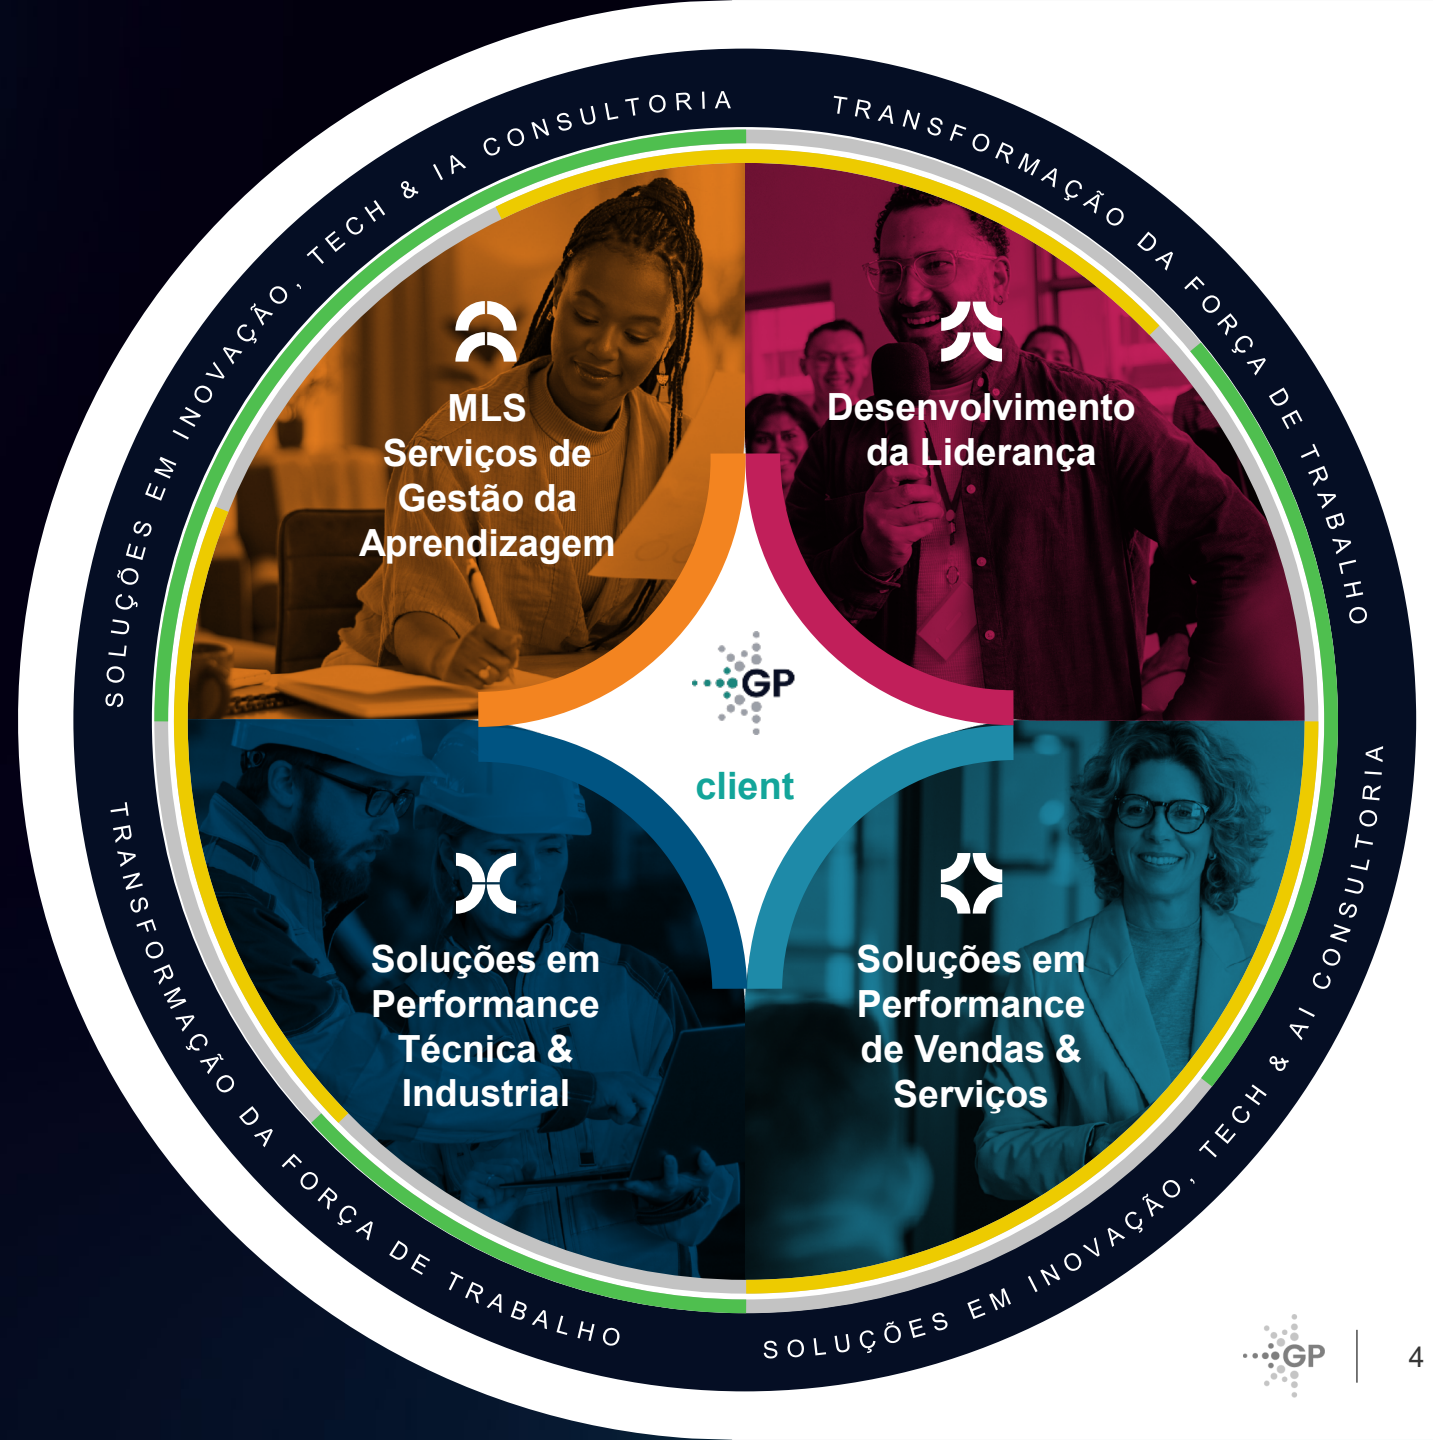 SOLUÇÕES EM INOVAÇÃO, TECH & IA CONSULTORIA
TRANSFORMAÇÃO DA FORÇA DE TRABALHO
MLS
Serviços de
Gestão da
Aprendizagem
Desenvolvimento
da Liderança
GP
client
Soluções em
Performance
Técnica &
Industrial
Soluções em
Performance
de Vendas &
Serviços
TRANSFORMAÇÃO DA FORÇA DE TRABALHO
SOLUÇÕES EM INOVAÇÃO, TECH & AI CONSULTORIA
GP
4